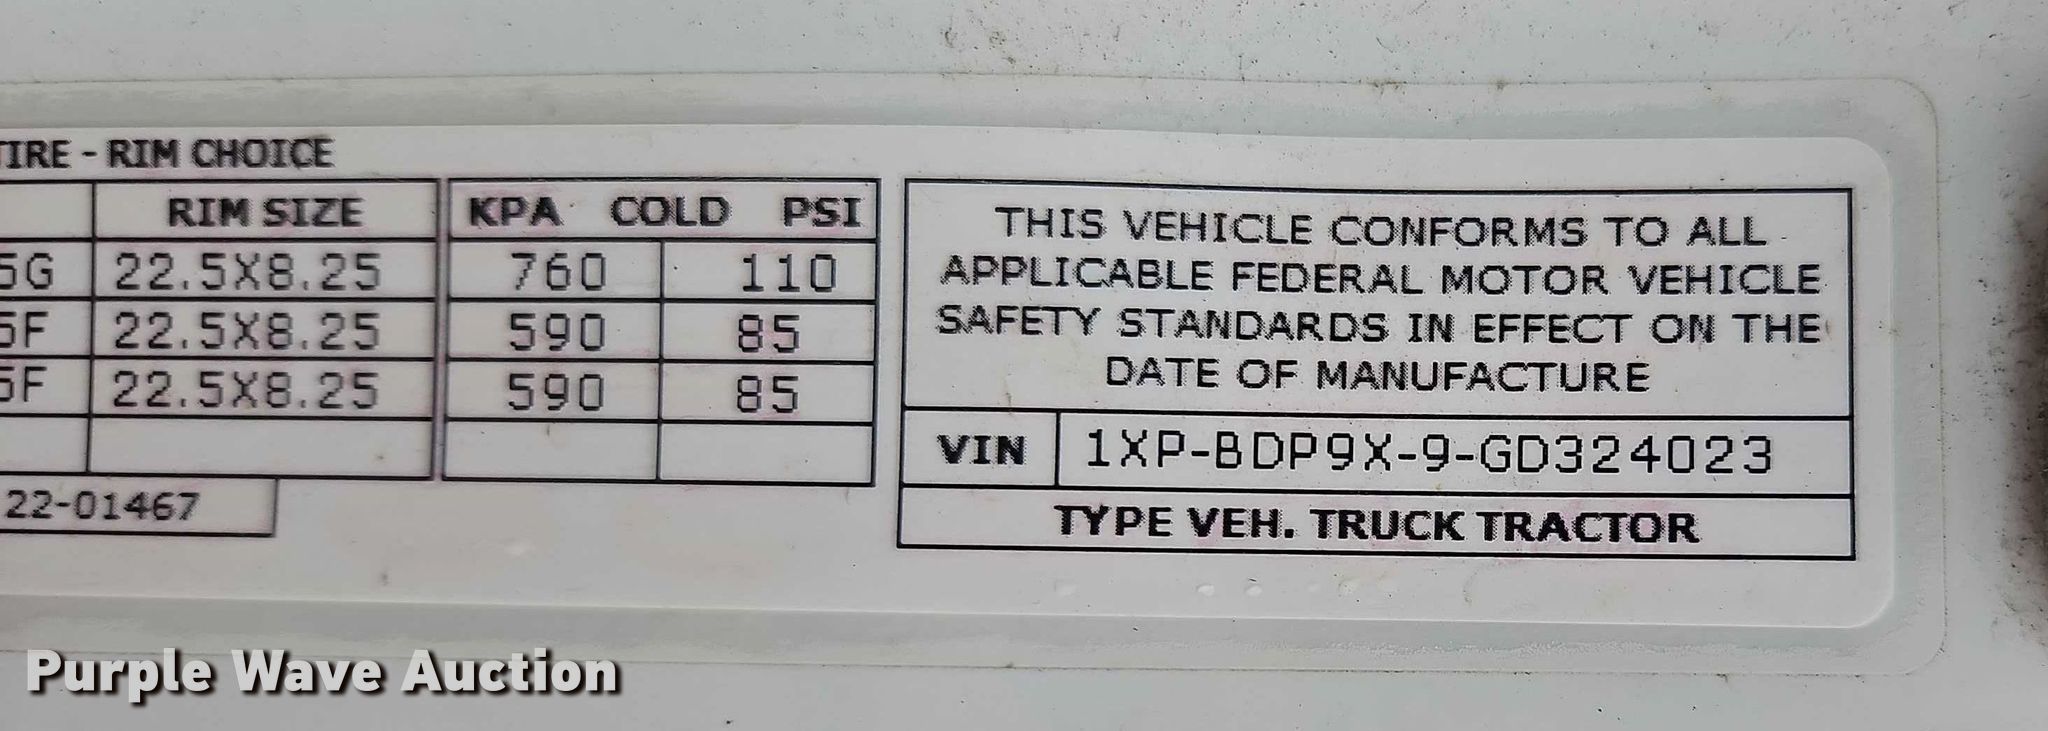 TIRE - RIM CHOICE
RIM SIZE KPA COLD PSI
5G 22.5X8.25 760 110
5F 22.5X8.25 590 85
5F 22.5X8.25 590 85
22-01467
THIS VEHICLE CONFORMS TO ALL
APPLICABLE FEDERAL MOTOR VEHICLE
SAFETY STANDARDS IN EFFECT ON THE
DATE OF MANUFACTURE
VIN 1XP-BDP9X-9-GD324023
TYPE VEH. TRUCK TRACTOR
Purple Wave Auction